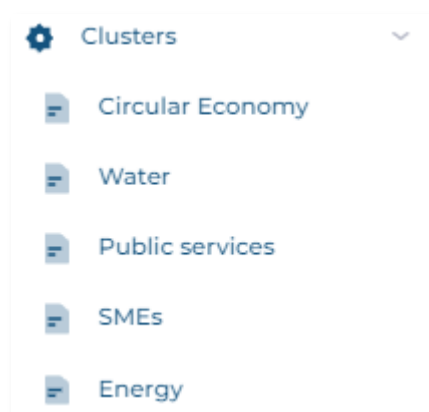 Clusters
Circular Economy
Water
Public services
SMEs
Energy